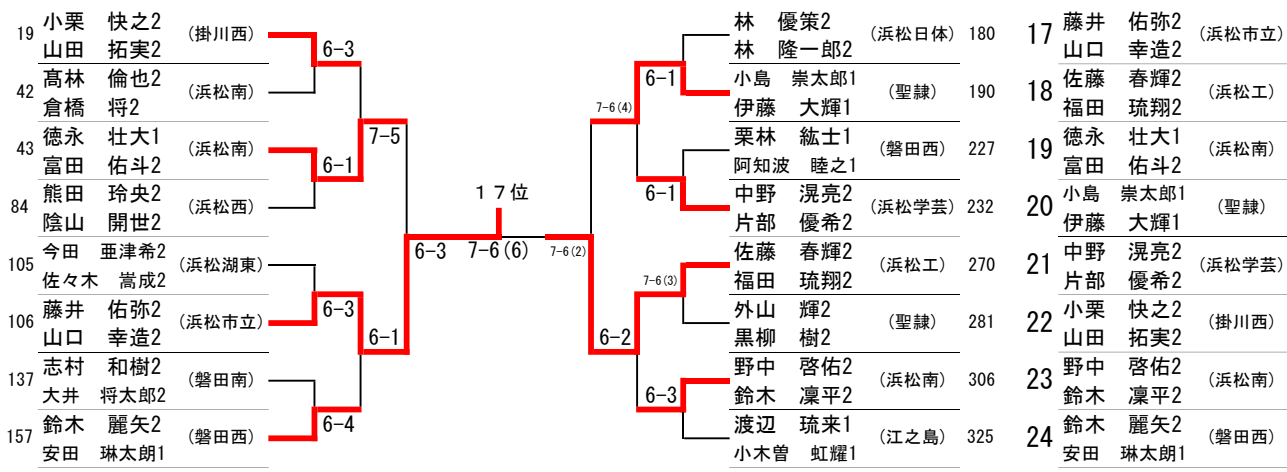 19 小栗 快之2 (掛川西)
山田 拓実2
6-3
42 髙林 倫也2 (浜松南)
倉橋 将2
7-5
43 徳永 壮大1 (浜松南)
富田 佑斗2
6-1
84 熊田 玲央2 (浜松西)
陰山 開世2
6-3
105 今田 亜津希2 (浜松湖東)
佐々木 嵩成2
6-3
106 藤井 佑弥2 (浜松市立)
山口 幸造2
6-1
137 志村 和樹2 (磐田南)
大井 将太郎2
6-4
157 鈴木 麗矢2 (磐田西)
安田 琳太朗1
17位
7-6(6)
林 優策2 (浜松日体) 180
林 隆一郎2
6-1
小島 崇太郎1 (聖隷) 190
伊藤 大輝1
7-6(4)
栗林 紘士1 (磐田西) 227
阿知波 睦之1
6-1
中野 滉亮2 (浜松学芸) 232
片部 優希2
7-6(2)
佐藤 春輝2 (浜松工) 270
福田 琉翔2
7-6(3)
外山 輝2 (聖隷) 281
黒柳 樹2
6-2
野中 啓佑2 (浜松南) 306
鈴木 凜平2
6-3
渡辺 琉来1 (江之島) 325
小木曽 虹耀1
17 藤井 佑弥2 (浜松市立)
山口 幸造2
18 佐藤 春輝2 (浜松工)
福田 琉翔2
19 徳永 壮大1 (浜松南)
富田 佑斗2
20 小島 崇太郎1 (聖隷)
伊藤 大輝1
21 中野 滉亮2 (浜松学芸)
片部 優希2
22 小栗 快之2 (掛川西)
山田 拓実2
23 野中 啓佑2 (浜松南)
鈴木 凜平2
24 鈴木 麗矢2 (磐田西)
安田 琳太朗1